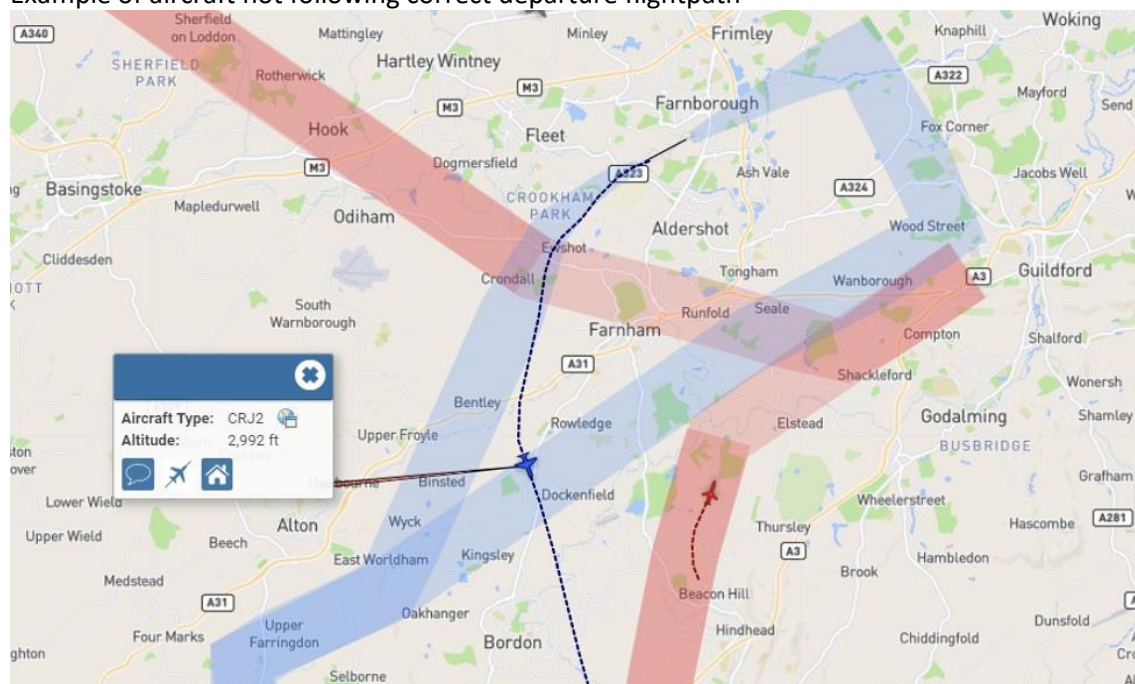 Example of aircraft not following correct departure flightpath
A340
Sherfield
on Loddon
Mattingley
Minley
Frimley
Knaphill
Woking
SHERFIELD
PARK
Rotherwick
Hartley Wintney
M3
A322
Mayford
Send
M3
Farnborough
Hook
Fleet
Fox Corner
M3
Dogmersfield
A323
Ash Vale
Jacobs Well
Basingstoke
Mapledurwell
CROOKHAM
PARK
A324
Odiham
Aldershot
Wood Street
Cliddesden
Ewshot
Tongham
Wanborough
A3
Guildford
Crondall
South
Warnborough
Runfold
Seale
Farnham
Compton
Shalford
A31
Shackleford
Wonersh
Aircraft Type: CRJ2
Altitude: 2,992 ft
Bentley
Rowledge
Elstead
Godalming
Shamley
Upper Froyle
BUSBRIDGE
Binsted
Grafham
Lower Wield
Dockenfield
Wheelerstreet
Alton
Wyck
Thursley
Hascombe
A281
Upper Wield
Beech
East Worldham
Kingsley
A3
Hambledon
Medstead
Brook
Beacon Hill
A31
Oakhanger
Dunsfold
Four Marks
Upper
Farringdon
Bordon
Hindhead
Chiddingfold
Selborne